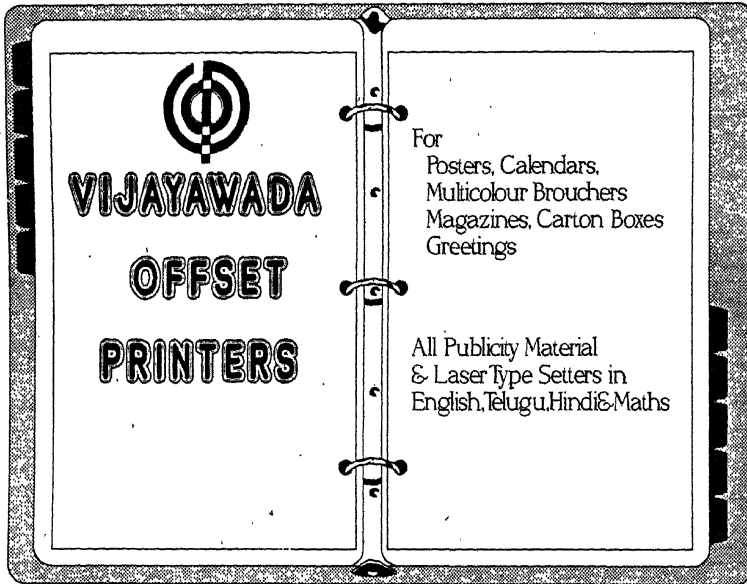 VIJAYAWADA
OFFSET
PRINTERS
For
Posters, Calendars,
Multicolour Brouchers
Magazines, Carton Boxes
Greetings
All Publicity Material
& Laser Type Setters in
English,Telugu,Hindi&Maths